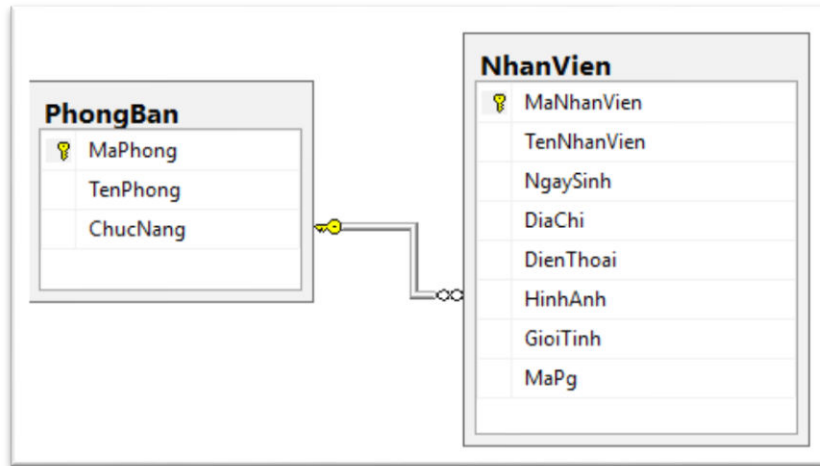 PhongBan
MaPhong
TenPhong
ChucNang
NhanVien
MaNhanVien
TenNhanVien
NgaySinh
DiaChi
DienThoai
HinhAnh
GioiTinh
MaPg